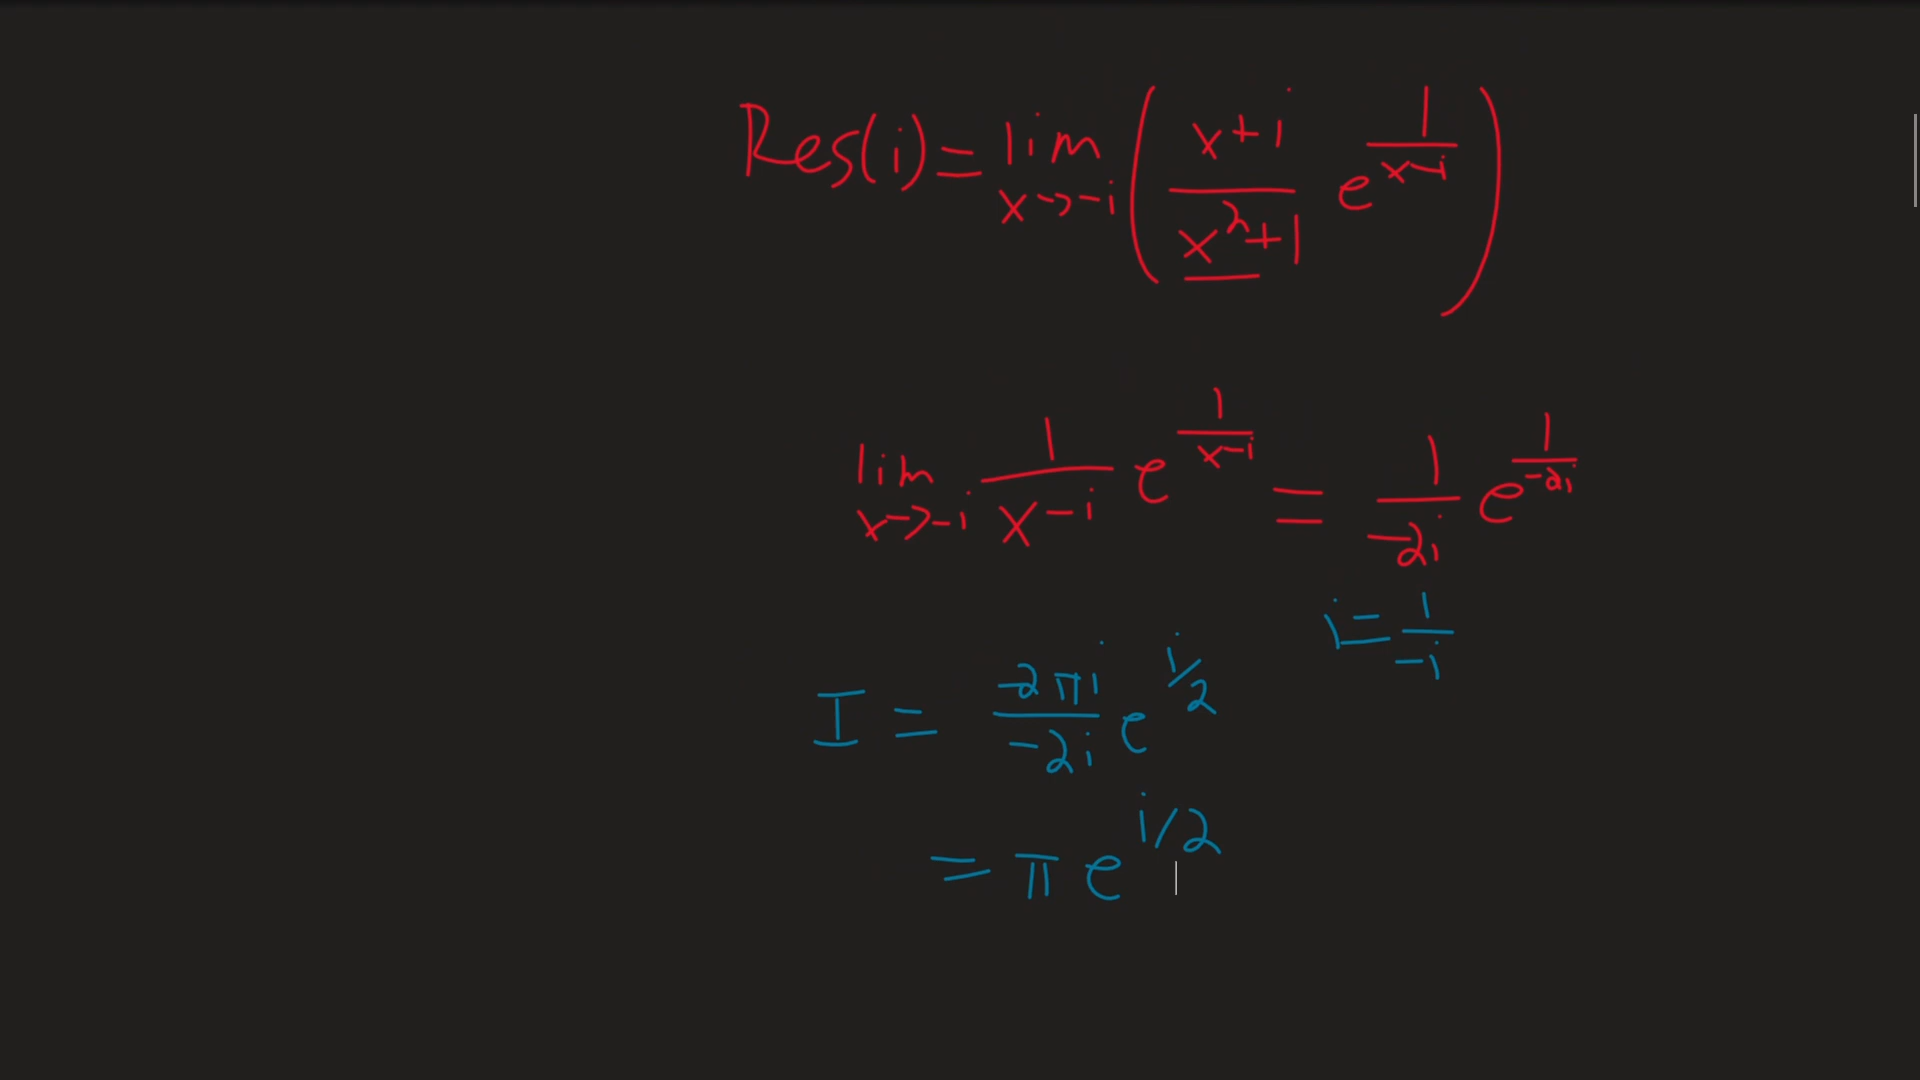 Res(i) = lim x→-i ( (x+i)/(x²+1) e^(1/(x-i)) )
lim x→-i 1/(x-i) e^(1/(x-i)) = 1/(-2i) e^(1/(-2i))
i = 1/(-i)
I = (-2πi)/(-2i) e^(i/2)
= π e^(i/2)